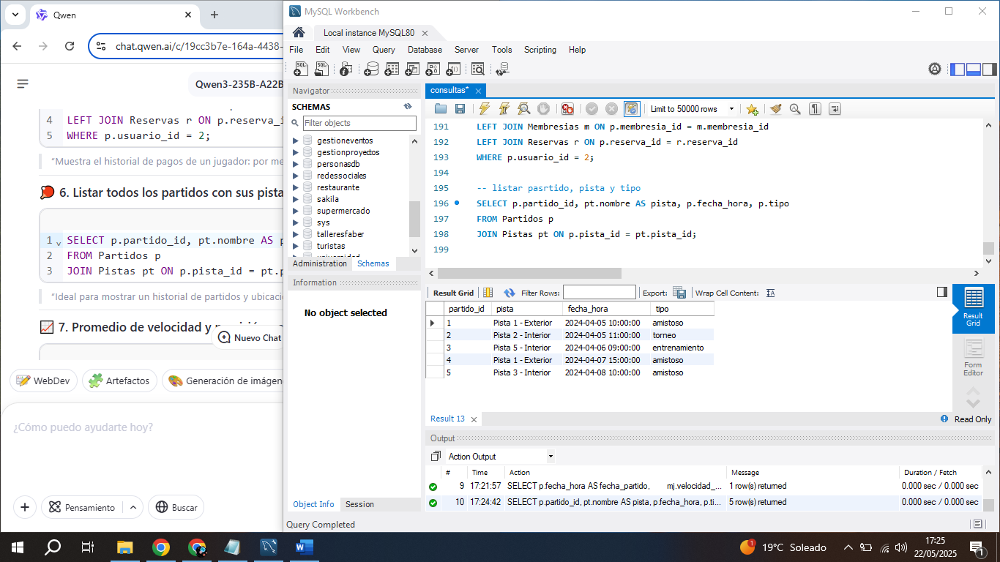 Qwen
chat.qwen.ai/c/19cc3b7e-164a-4438-
Qwen3-235B-A22B
4 LEFT JOIN Reservas r ON p.reserva_i
5 WHERE p.usuario_id = 2;
“Muestra el historial de pagos de un jugador: por me
6. Listar todos los partidos con sus pista
1 SELECT p.partido_id, pt.nombre AS p
2 FROM Partidos p
3 JOIN Pistas pt ON p.pista_id = pt.p
“Ideal para mostrar un historial de partidos y ubicaci
7. Promedio de velocidad y
Nuevo Chat
WebDev
Artefactos
Generación de imágen
¿Cómo puedo ayudarte hoy?
Pensamiento
Buscar
MySQL Workbench
Local instance MySQL80
File Edit View Query Database Server Tools Scripting Help
Navigator
SCHEMAS
Filter objects
gestioneventos
gestionproyectos
personasdb
redessociales
restaurante
sakila
supermercado
sys
talleresfaber
turistas
Administration Schemas
Information
No object selected
Object Info Session
consultas*
Limit to 50000 rows
191 LEFT JOIN Membresias m ON p.membresia_id = m.membresia_id
192 LEFT JOIN Reservas r ON p.reserva_id = r.reserva_id
193 WHERE p.usuario_id = 2;
194
195 -- listar pasrtido, pista y tipo
196 SELECT p.partido_id, pt.nombre AS pista, p.fecha_hora, p.tipo
197 FROM Partidos p
198 JOIN Pistas pt ON p.pista_id = pt.pista_id;
199
Result Grid Filter Rows: Export: Wrap Cell Content:
partido_id pista fecha_hora tipo
1 Pista 1 - Exterior 2024-04-05 10:00:00 amistoso
2 Pista 2 - Interior 2024-04-05 11:00:00 torneo
3 Pista 5 - Interior 2024-04-06 09:00:00 entrenamiento
4 Pista 1 - Exterior 2024-04-07 15:00:00 amistoso
5 Pista 3 - Interior 2024-04-08 10:00:00 amistoso
Result
Grid
Form
Editor
Result 13
Read Only
Output
Action Output
# Time Action Message Duration / Fetch
9 17:21:57 SELECT p.fecha_hora AS fecha_partido, mj.velocidad_... 1 row(s) returned 0.000 sec / 0.000 sec
10 17:24:42 SELECT p.partido_id, pt.nombre AS pista, p.fecha_hora, p.ti... 5 row(s) returned 0.000 sec / 0.000 sec
Query Completed
1
19°C Soleado
17:25
22/05/2025
1